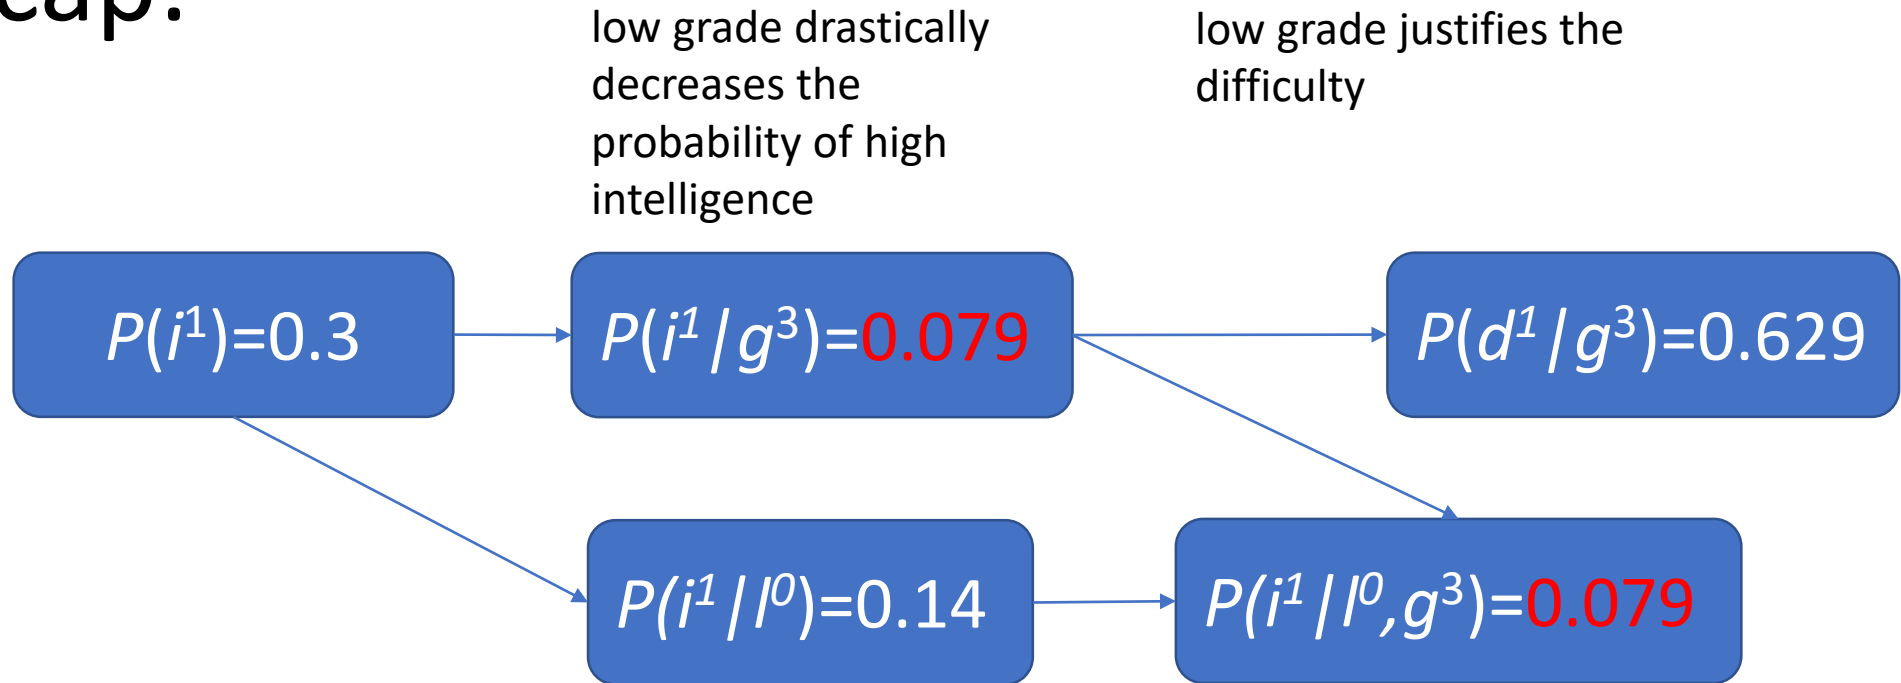 cap:
low grade drastically
decreases the
probability of high
intelligence
low grade justifies the
difficulty
P(i¹)=0.3
P(i¹|g³)=0.079
P(d¹|g³)=0.629
P(i¹|l⁰)=0.14
P(i¹|l⁰,g³)=0.079